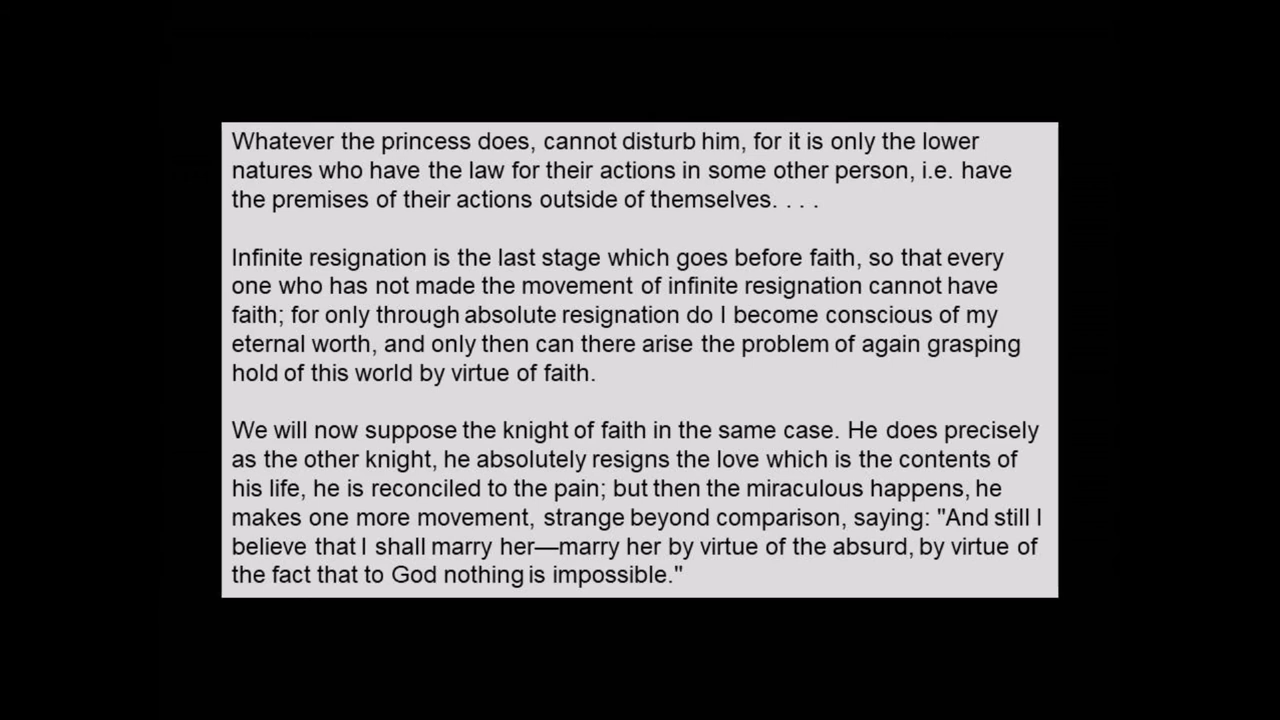 Whatever the princess does, cannot disturb him, for it is only the lower
natures who have the law for their actions in some other person, i.e. have
the premises of their actions outside of themselves. . . .
Infinite resignation is the last stage which goes before faith, so that every
one who has not made the movement of infinite resignation cannot have
faith; for only through absolute resignation do I become conscious of my
eternal worth, and only then can there arise the problem of again grasping
hold of this world by virtue of faith.
We will now suppose the knight of faith in the same case. He does precisely
as the other knight, he absolutely resigns the love which is the contents of
his life, he is reconciled to the pain; but then the miraculous happens, he
makes one more movement, strange beyond comparison, saying: "And still I
believe that I shall marry her—marry her by virtue of the absurd, by virtue of
the fact that to God nothing is impossible."